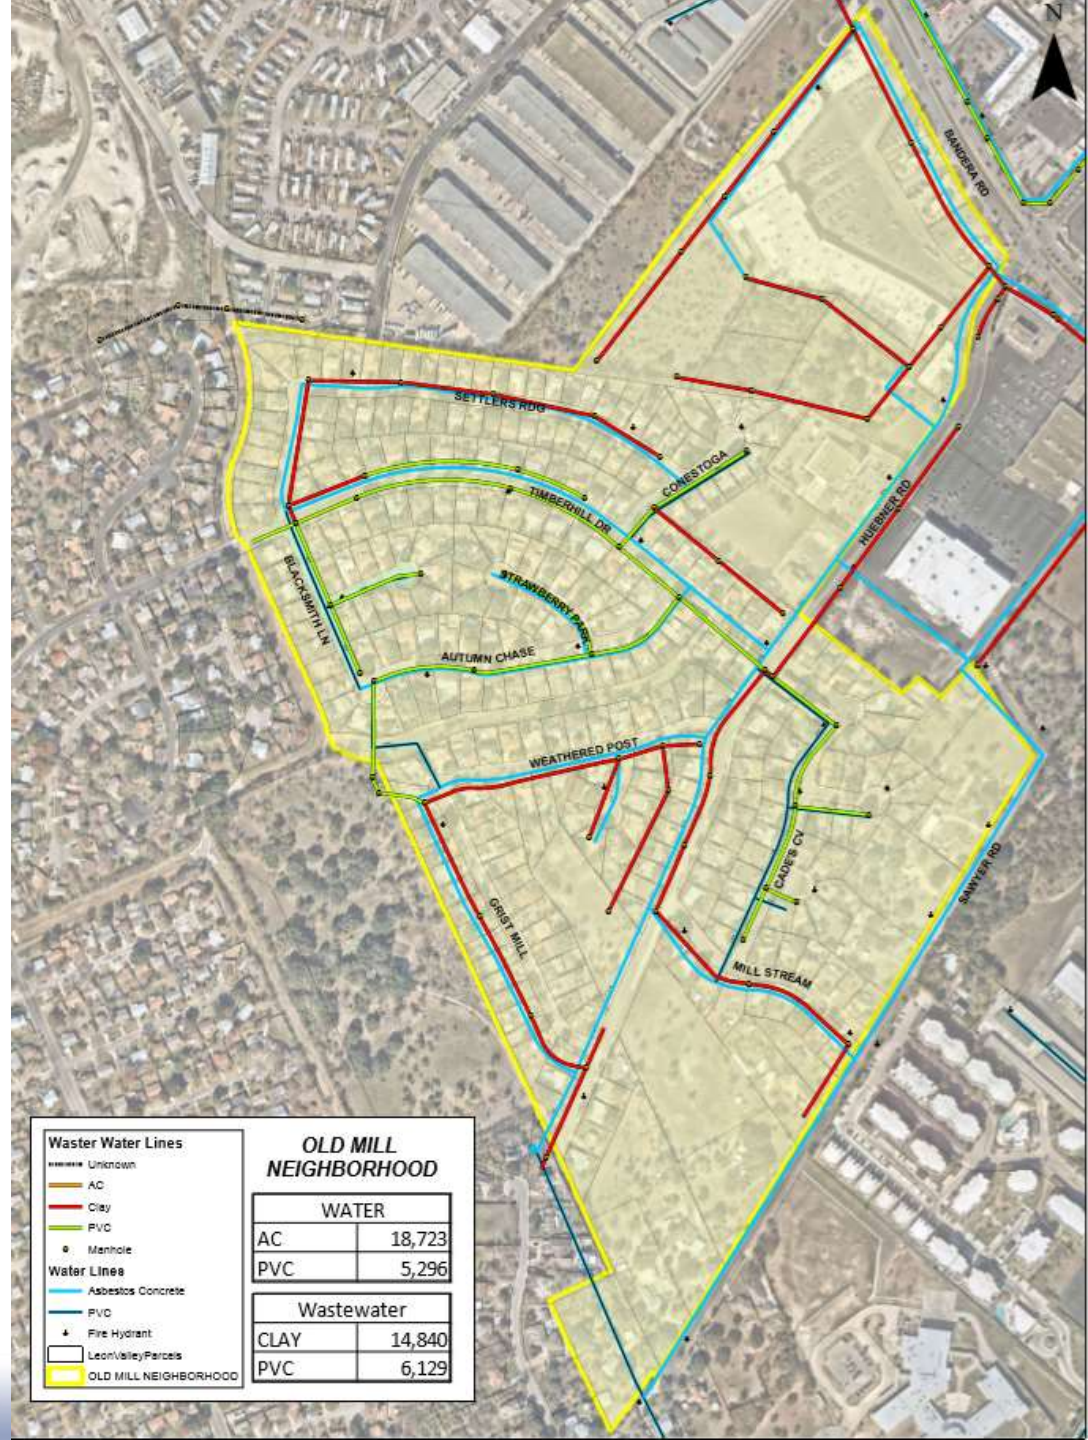 N
BANDERA RD
SETTLERS RDG
CONESTOGA
TIMBERHILL DR
HUEBNER RD
BLACKSMITH LN
STRAWBERRY PARK
AUTUMN CHASE
WEATHERED POST
CADE'S CV
SAWYER RD
GRIST MILL
MILL STREAM
Waster Water Lines
Unknown
AC
Clay
PVC
Manhole
Water Lines
Asbestos Concrete
PVC
Fire Hydrant
LeonValleyParcels
OLD MILL NEIGHBORHOOD
OLD MILL
NEIGHBORHOOD
WATER
AC 18,723
PVC 5,296
Wastewater
CLAY 14,840
PVC 6,129